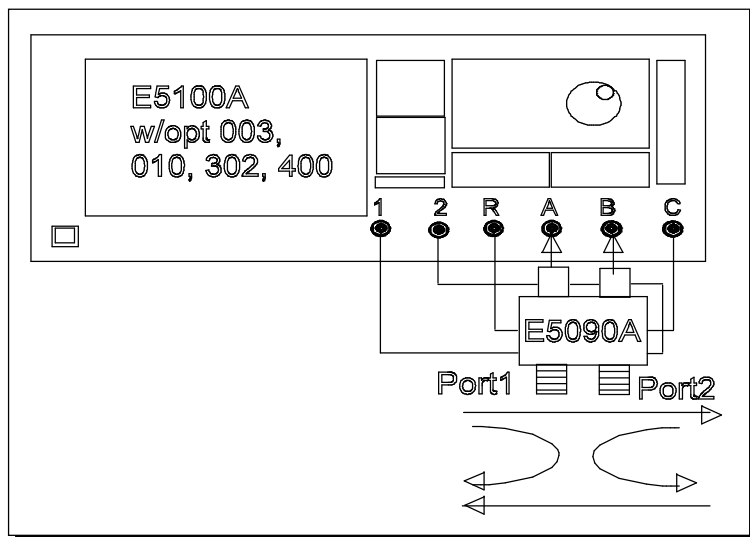 E5100A
w/opt 003,
010, 302, 400
1 2 R A B C
E5090A
Port1 Port2